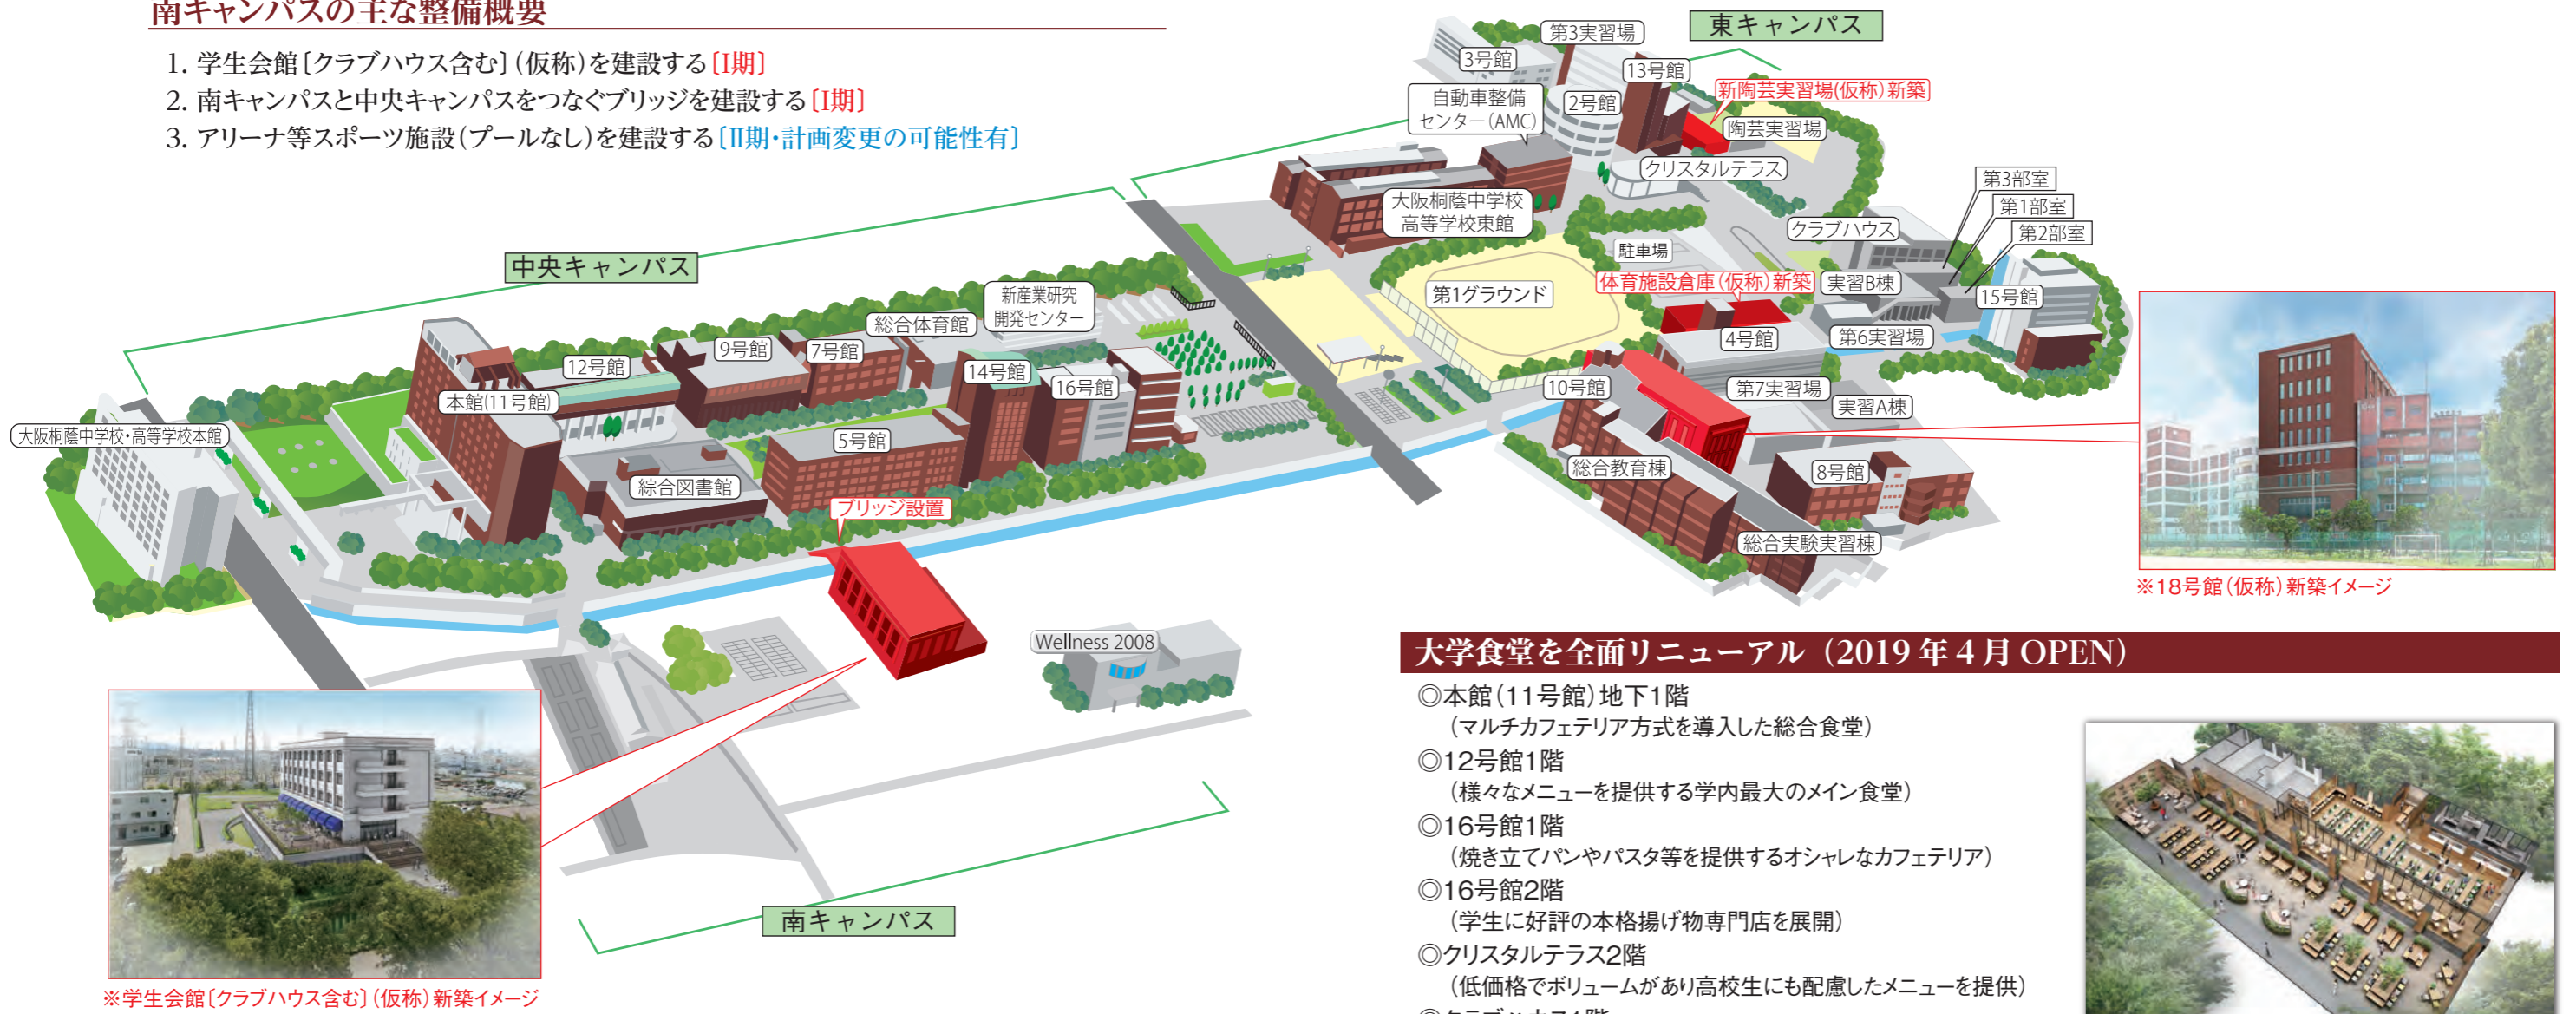 南キャンパスの主な整備概要
1. 学生会館〔クラブハウス含む〕(仮称)を建設する〔I期〕
2. 南キャンパスと中央キャンパスをつなぐブリッジを建設する〔I期〕
3. アリーナ等スポーツ施設(プールなし)を建設する〔II期・計画変更の可能性有〕
東キャンパス
第3実習場
3号館
13号館
新陶芸実習場(仮称)新築
自動車整備
センター(AMC)
2号館
陶芸実習場
クリスタルテラス
大阪桐蔭中学校
高等学校東館
第3部室
第1部室
第2部室
クラブハウス
駐車場
体育施設倉庫(仮称)新築
実習B棟
15号館
第1グラウンド
4号館
第6実習場
10号館
第7実習場
実習A棟
総合教育棟
8号館
総合実験実習棟
※18号館(仮称)新築イメージ
中央キャンパス
新産業研究
開発センター
総合体育館
9号館
7号館
12号館
14号館
16号館
本館(11号館)
大阪桐蔭中学校・高等学校本館
5号館
綜合図書館
ブリッジ設置
Wellness 2008
南キャンパス
※学生会館〔クラブハウス含む〕(仮称)新築イメージ
大学食堂を全面リニューアル(2019年4月OPEN)
◎本館(11号館)地下1階
(マルチカフェテリア方式を導入した総合食堂)
◎12号館1階
(様々なメニューを提供する学内最大のメイン食堂)
◎16号館1階
(焼き立てパンやパスタ等を提供するオシャレなカフェテリア)
◎16号館2階
(学生に好評の本格揚げ物専門店を展開)
◎クリスタルテラス2階
(低価格でボリュームがあり高校生にも配慮したメニューを提供)